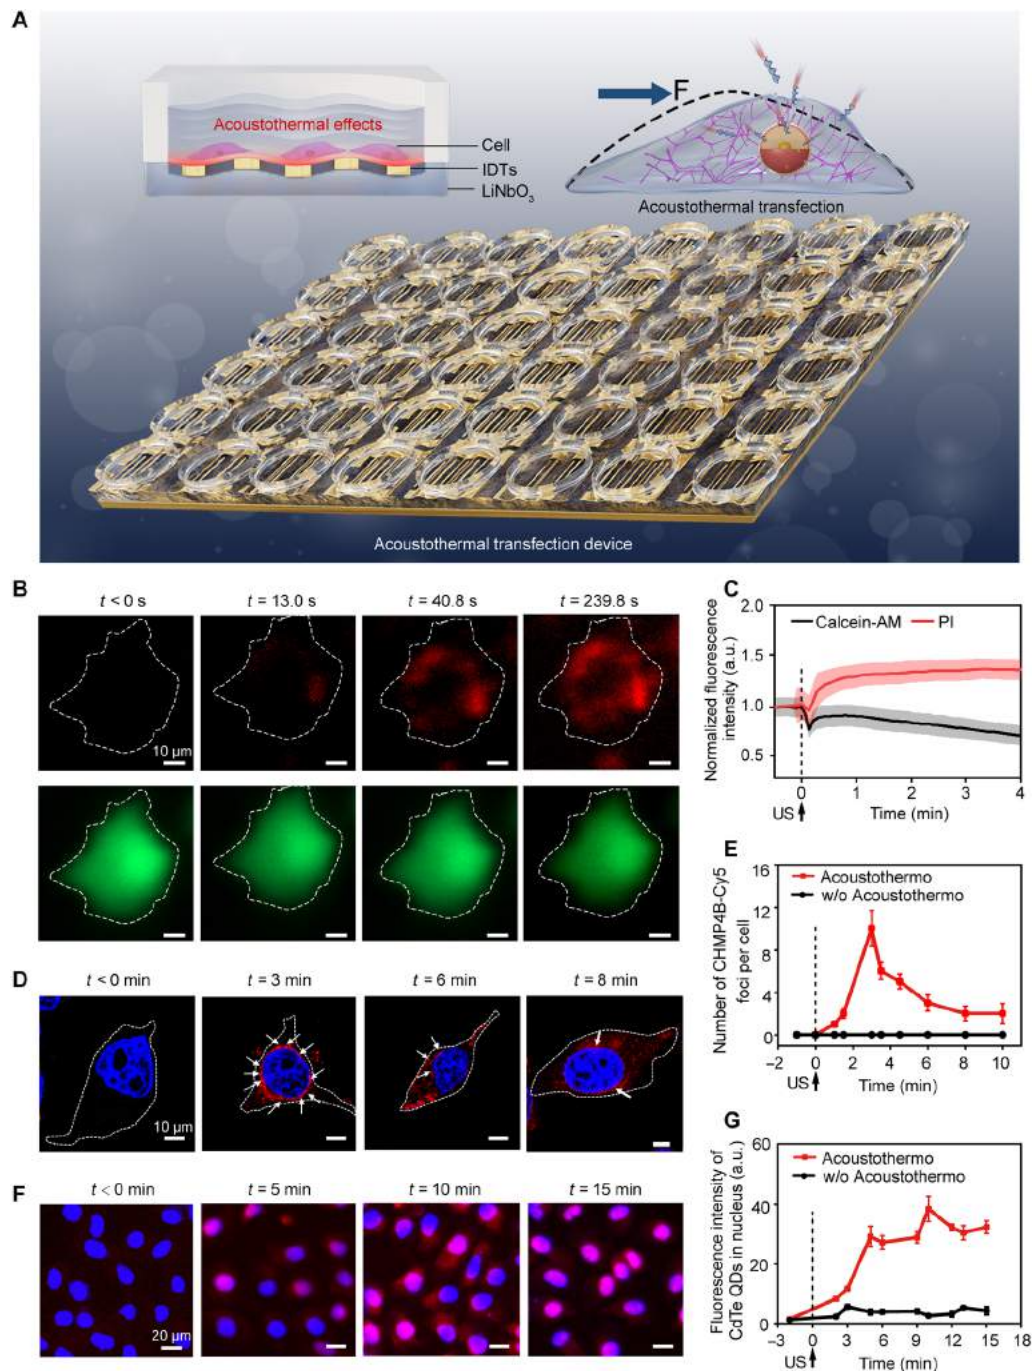 A
Acoustothermal effects
Cell
IDTs
LiNbO3
F
Acoustothermal transfection
Acoustothermal transfection device
B
t < 0 s
t = 13.0 s
t = 40.8 s
t = 239.8 s
10 µm
C
Normalized fluorescence
intensity (a.u.)
2.0
1.5
1.0
0.5
Calcein-AM
PI
0
1
2
3
4
US
Time (min)
D
t < 0 min
t = 3 min
t = 6 min
t = 8 min
10 µm
E
Number of CHMP4B-Cy5
foci per cell
16
12
8
4
0
Acoustothermo
w/o Acoustothermo
−2
0
2
4
6
8
10
US
Time (min)
F
t < 0 min
t = 5 min
t = 10 min
t = 15 min
20 µm
G
Fluorescence intensity of
CdTe QDs in nucleus (a.u.)
60
40
20
0
Acoustothermo
w/o Acoustothermo
−3
0
3
6
9
12
15
18
US
Time (min)